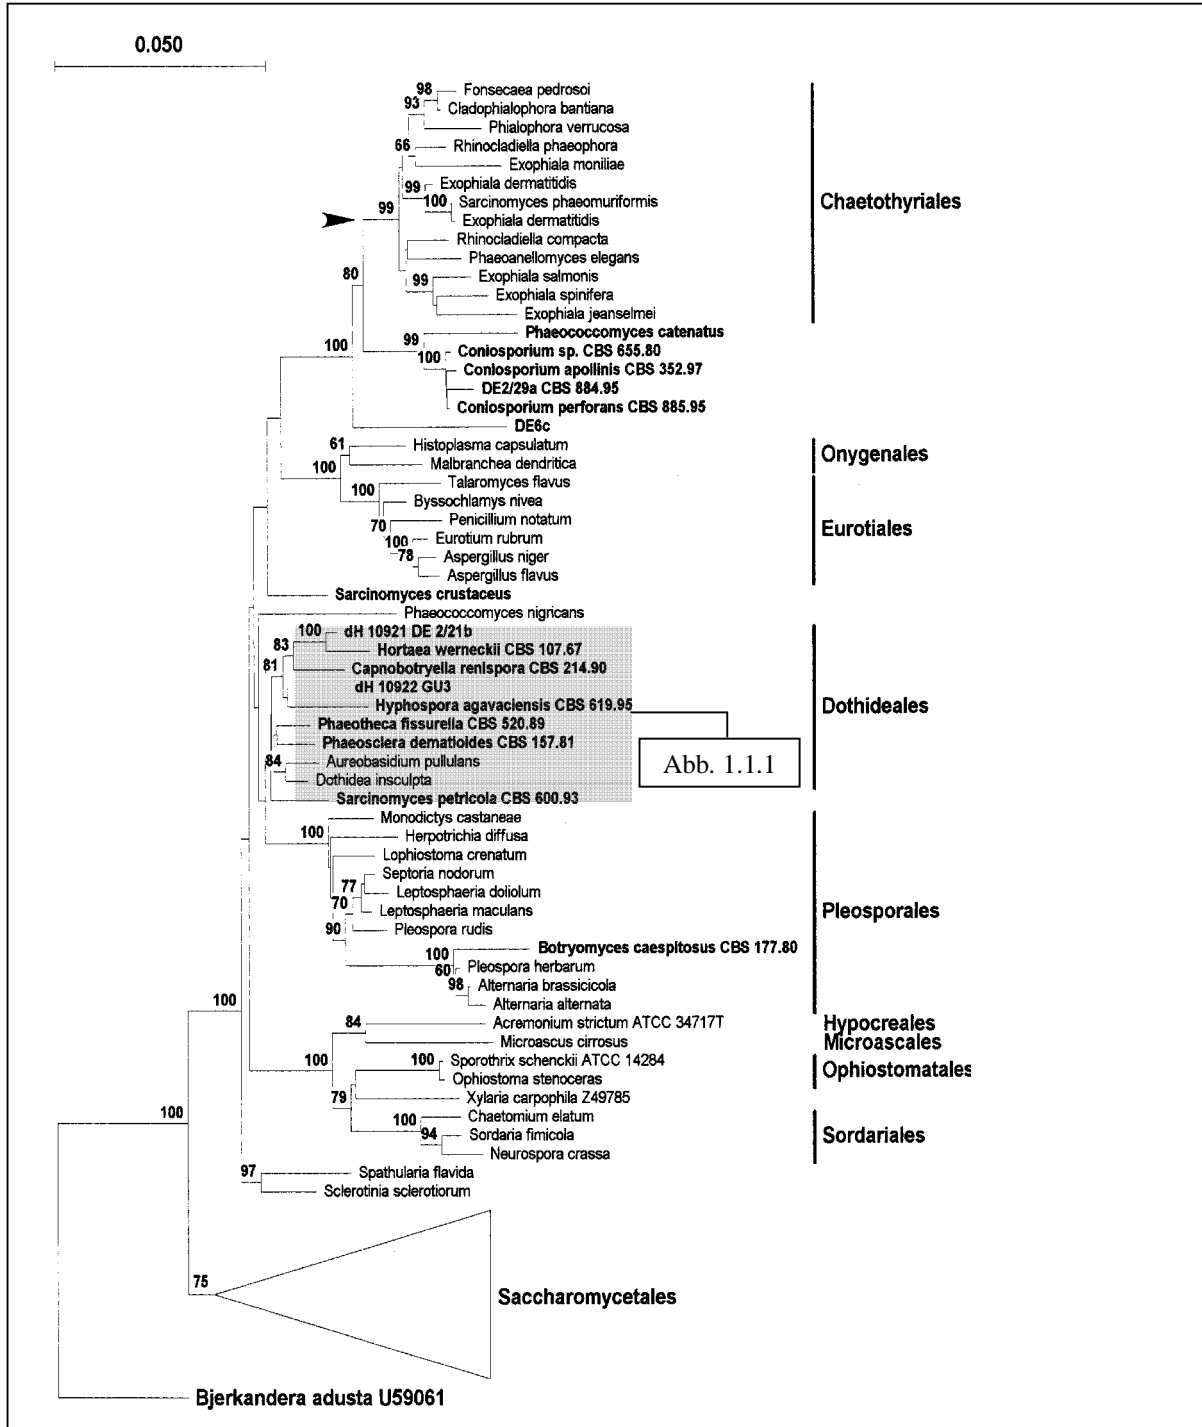 0.050
98 Fonsecaea pedrosoi
93 Cladophialophora bantiana
Phialophora verrucosa
66 Rhinocladiella phaeophora
Exophiala moniliae
99 Exophiala dermatitidis
100 Sarcinomyces phaeomuriformis
Chaetothyriales
99 Exophiala dermatitidis
Rhinocladiella compacta
Phaeoanellomyces elegans
80 99 Exophiala salmonis
Exophiala spinifera
Exophiala jeanselmei
99 Phaeococcomyces catenatus
100 100 Coniosporium sp. CBS 655.80
Coniosporium apollinis CBS 352.97
DE2/29a CBS 884.95
Coniosporium perforans CBS 885.95
DE6c
61 Histoplasma capsulatum
Onygenales
100 Malbranchea dendritica
100 Talaromyces flavus
Byssochlamys nivea
70 Penicillium notatum
Eurotiales
100 Eurotium rubrum
78 Aspergillus niger
Aspergillus flavus
Sarcinomyces crustaceus
Phaeococcomyces nigricans
100 dH 10921 DE 2/21b
83 Hortaea werneckii CBS 107.67
81 Capnobotryella renispora CBS 214.90
dH 10922 GU3
Hyphospora agavaciensis CBS 619.95
Dothideales
Phaeotheca fissurella CBS 520.89
Phaeosclera dematioides CBS 157.81
84 Aureobasidium pullulans
Abb. 1.1.1
Dothidea insculpta
Sarcinomyces petricola CBS 600.93
Monodictys castaneae
100 Herpotrichia diffusa
Lophiostoma crenatum
Septoria nodorum
77 Leptosphaeria doliolum
70 Leptosphaeria maculans
Pleosporales
90 Pleospora rudis
100 Botryomyces caespitosus CBS 177.80
60 Pleospora herbarum
98 Alternaria brassicicola
100 Alternaria alternata
84 Acremonium strictum ATCC 34717T
Hypocreales
Microascus cirrosus
Microascales
100 100 Sporothrix schenckii ATCC 14284
Ophiostomatales
Ophiostoma stenoceras
79 Xylaria carpophila Z49785
100 100 Chaetomium elatum
94 Sordaria fimicola
Sordariales
Neurospora crassa
97 Spathularia flavida
Sclerotinia sclerotiorum
75
Saccharomycetales
Bjerkandera adusta U59061